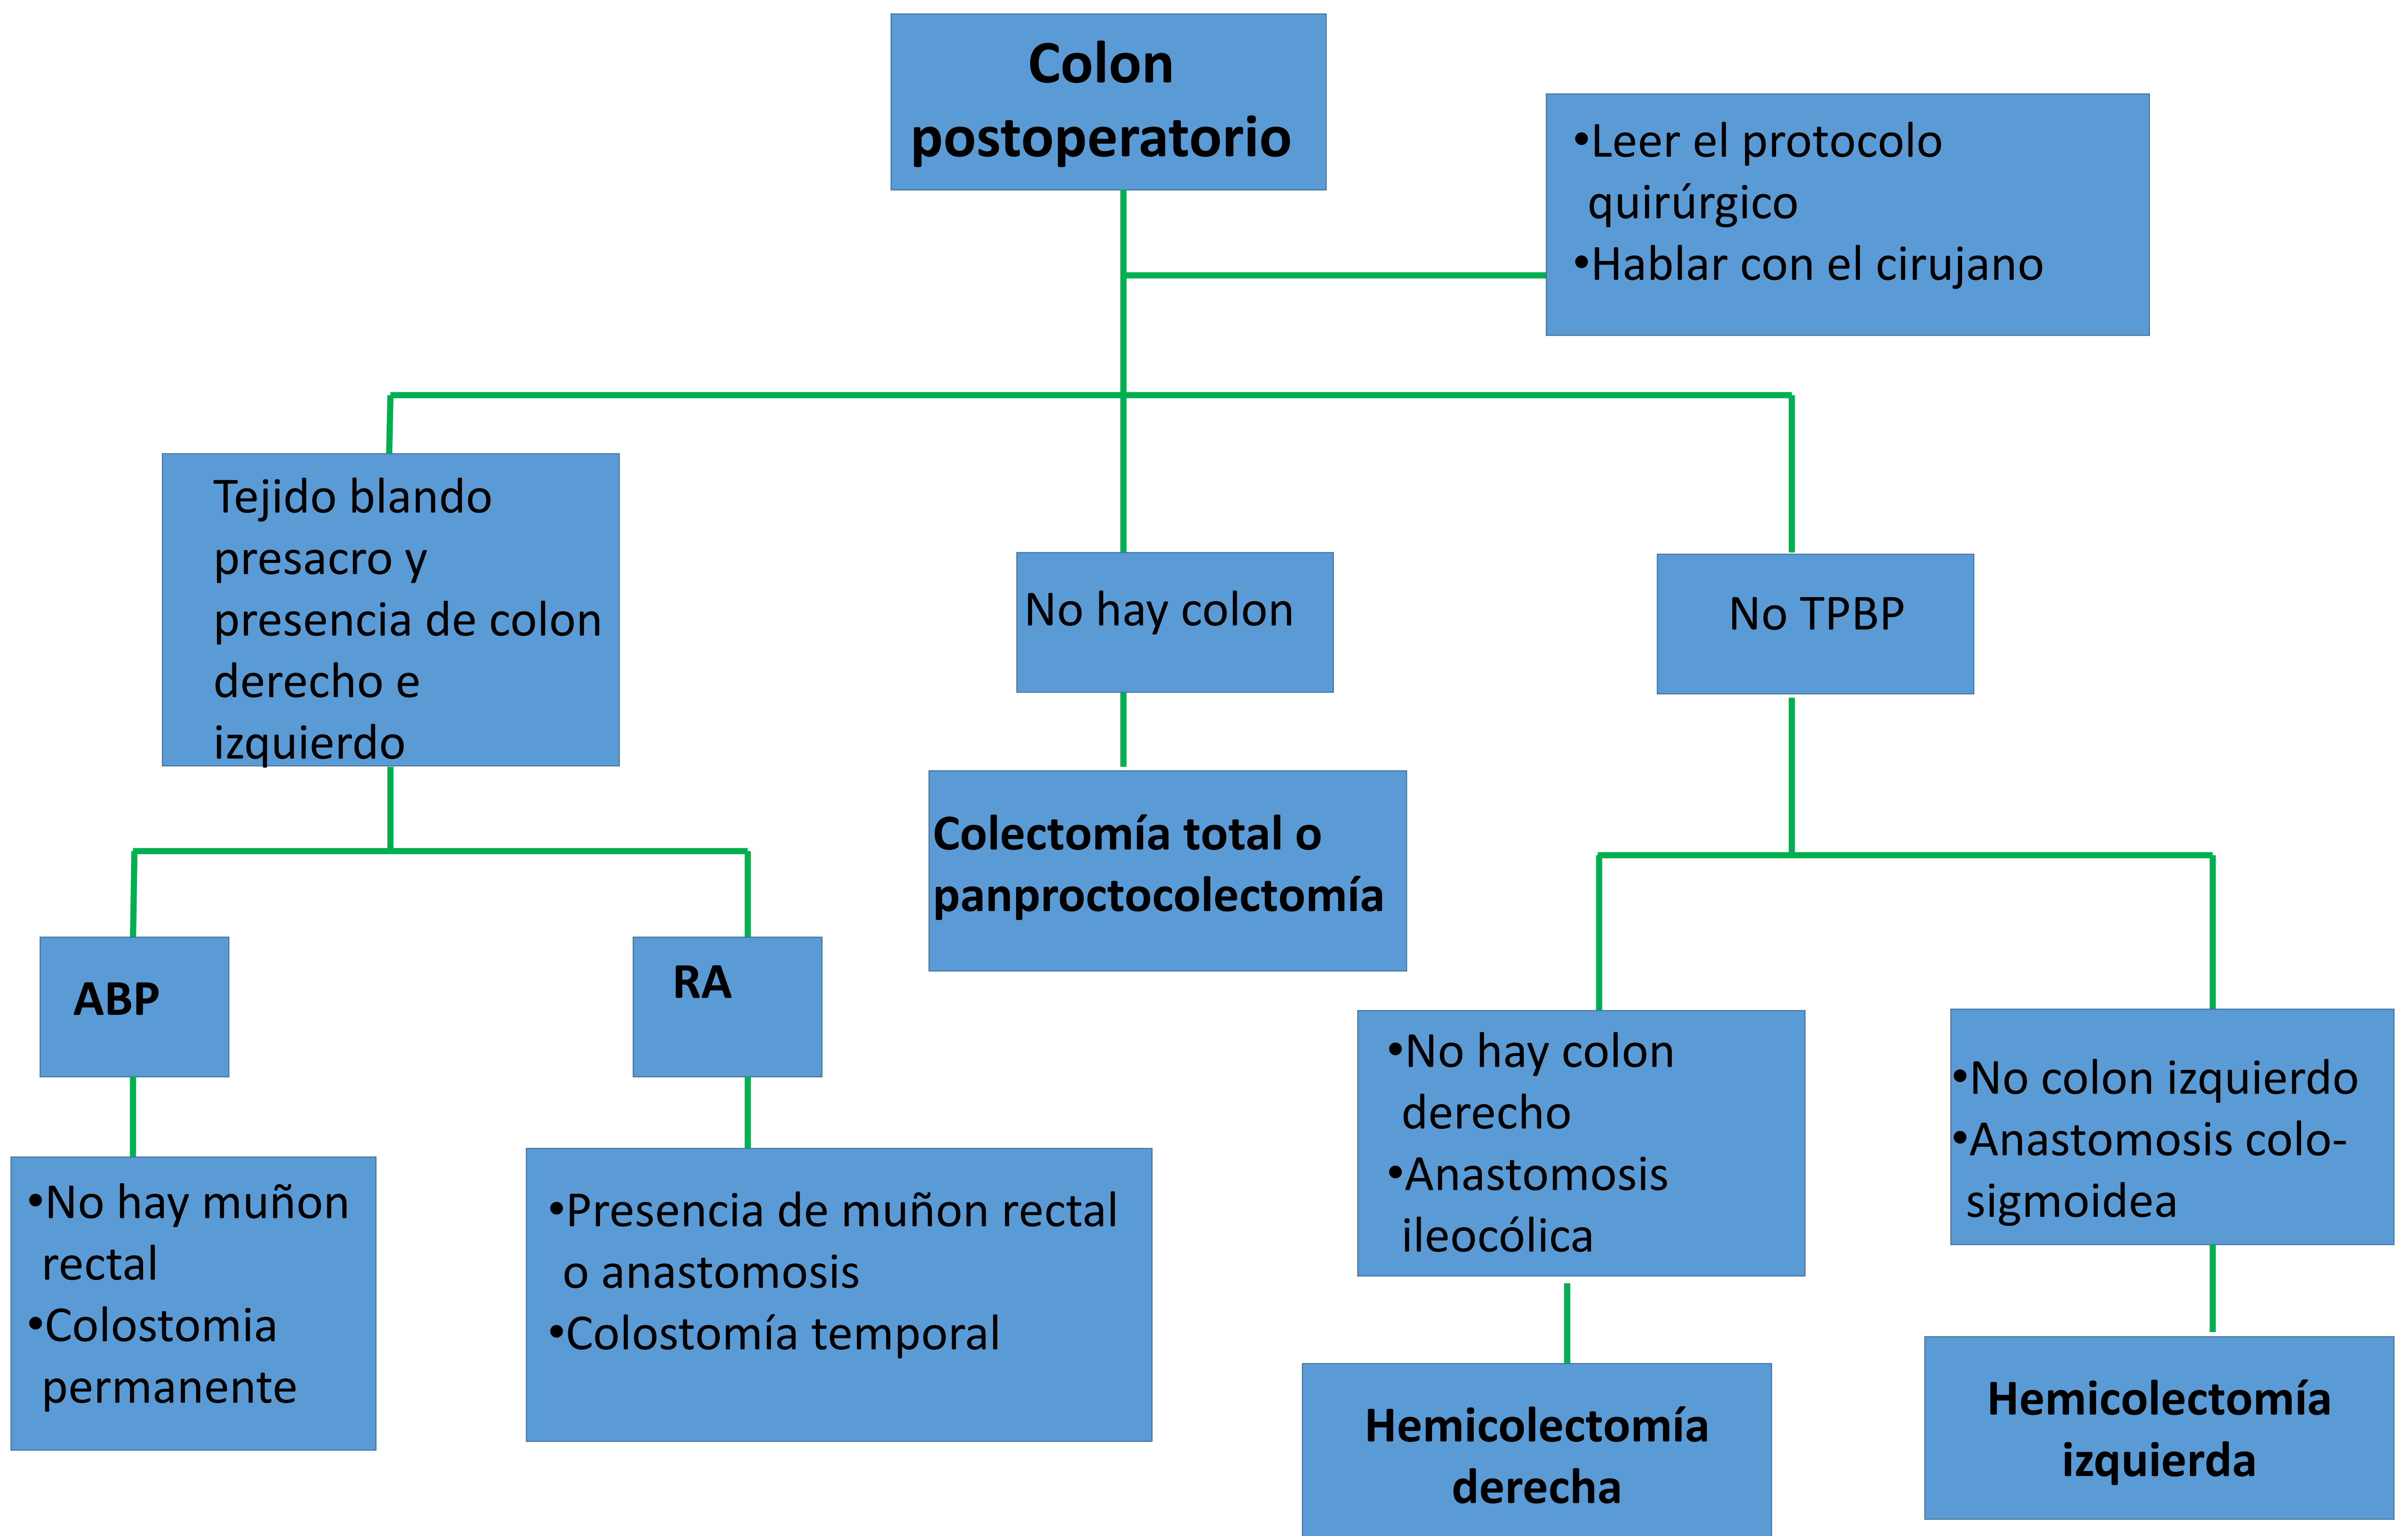 Colon
postoperatorio
•Leer el protocolo
quirúrgico
•Hablar con el cirujano
Tejido blando
presacro y
presencia de colon
derecho e
izquierdo
No hay colon
No TPBP
Colectomía total o
panproctocolectomía
ABP
RA
•No hay colon
derecho
•Anastomosis
ileocólica
•No colon izquierdo
•Anastomosis colo-
sigmoidea
•No hay muñon
rectal
•Colostomia
permanente
•Presencia de muñon rectal
o anastomosis
•Colostomía temporal
Hemicolectomía
derecha
Hemicolectomía
izquierda